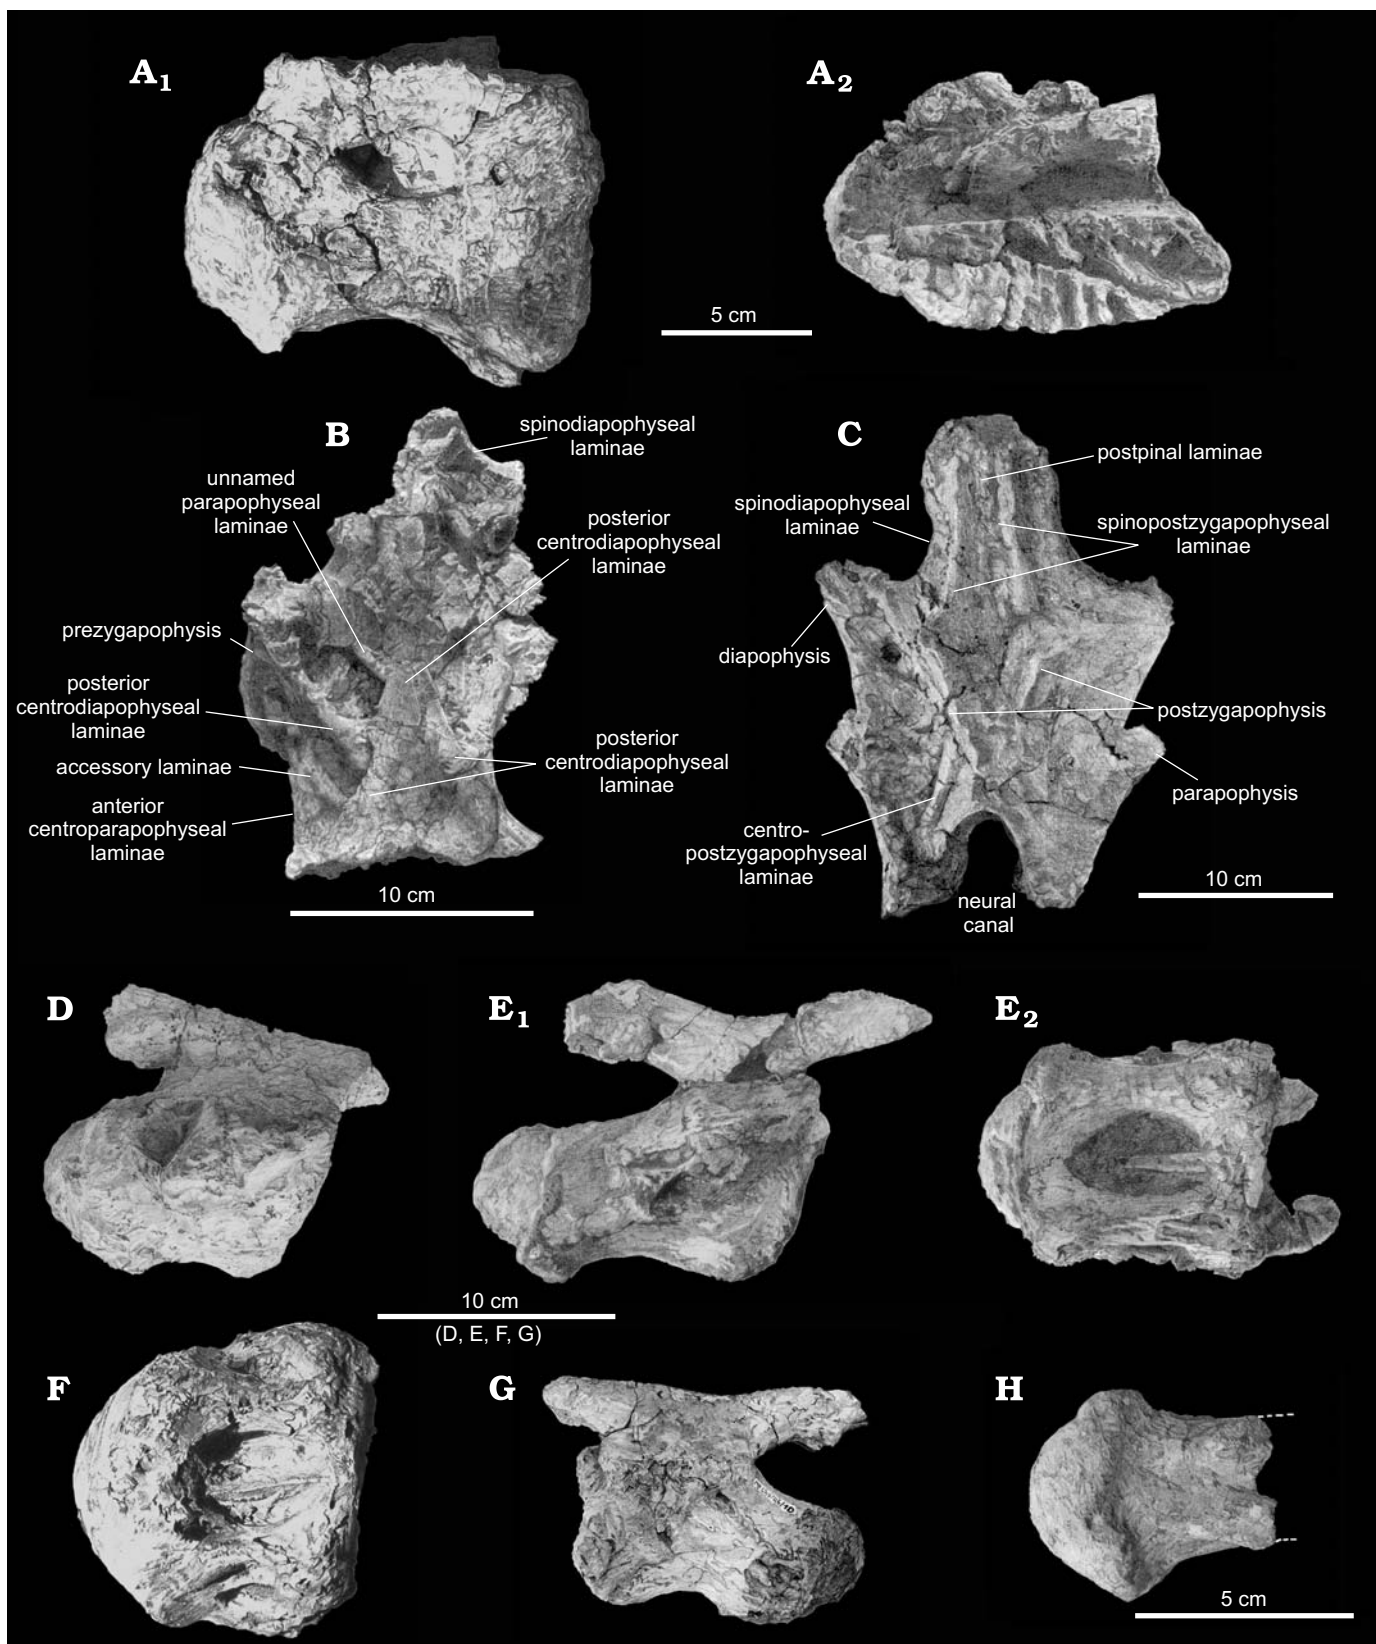 A1
A2
5 cm
B
spinodiapophyseal
laminae
unnamed
parapophyseal
laminae
posterior
centrodiapophyseal
laminae
prezygapophysis
posterior
centrodiapophyseal
laminae
accessory laminae
anterior
centroparapophyseal
laminae
posterior
centrodiapophyseal
laminae
10 cm
C
postpinal laminae
spinodiapophyseal
laminae
spinopostzygapophyseal
laminae
diapophysis
postzygapophysis
parapophysis
centro-
postzygapophyseal
laminae
neural
canal
10 cm
D
E1
E2
10 cm
(D, E, F, G)
F
G
H
5 cm